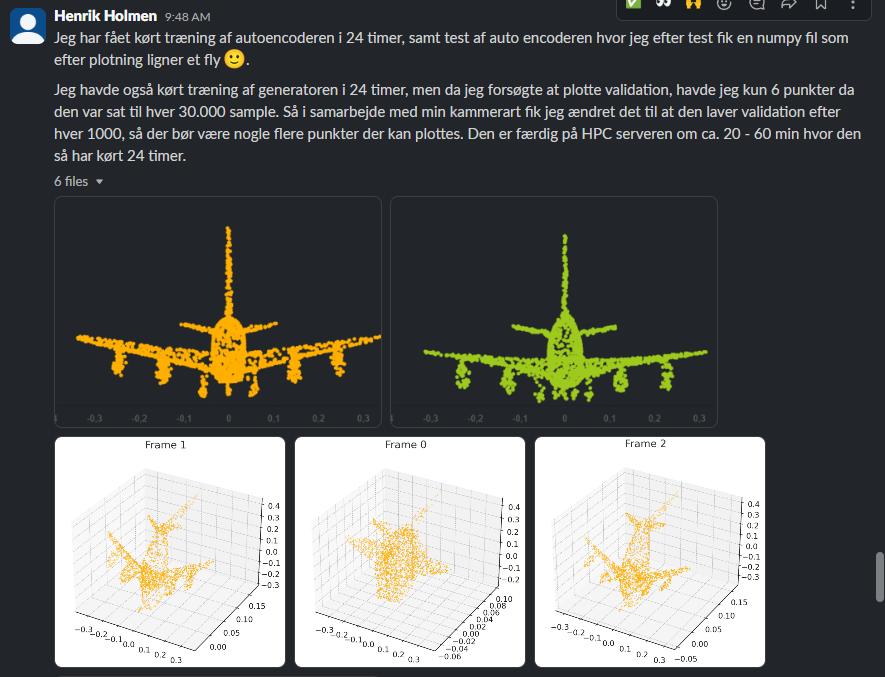 Henrik Holmen 9:48 AM
Jeg har fået kørt træning af autoencoderen i 24 timer, samt test af auto encoderen hvor jeg efter test fik en numpy fil som
efter plotning ligner et fly 🙂.
Jeg havde også kørt træning af generatoren i 24 timer, men da jeg forsøgte at plotte validation, havde jeg kun 6 punkter da
den var sat til hver 30.000 sample. Så i samarbejde med min kammerart fik jeg ændret det til at den laver validation efter
hver 1000, så der bør være nogle flere punkter der kan plottes. Den er færdig på HPC serveren om ca. 20 - 60 min hvor den
så har kørt 24 timer.
6 files
-0,3 -0,2 -0,1 0 0,1 0,2 0,3
-0,3 -0,2 -0,1 0 0,1 0,2 0,3
Frame 1
0.4
0.3
0.2
0.1
0.0
−0.1
−0.2
−0.3
0.15
0.10
0.05
0.00
−0.3 −0.2 −0.1 0.0 0.1 0.2 0.3
Frame 0
0.4
0.3
0.2
0.1
0.0
−0.1
−0.2
0.10
0.08
0.06
0.04
0.02
0.00
−0.02
−0.04
−0.06
−0.3 −0.2 −0.1 0.0 0.1 0.2 0.3
Frame 2
0.4
0.3
0.2
0.1
0.0
−0.1
−0.2
−0.3
0.15
0.10
0.05
0.00
−0.05
−0.3 −0.2 −0.1 0.0 0.1 0.2 0.3